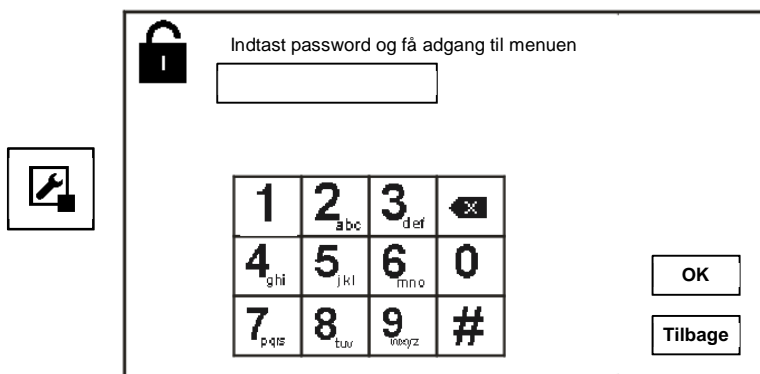 Indtast password og få adgang til menuen
1 2 abc 3 def X
4 ghi 5 jkl 6 mno 0
7 pqrs 8 tuv 9 wxyz #
OK
Tilbage